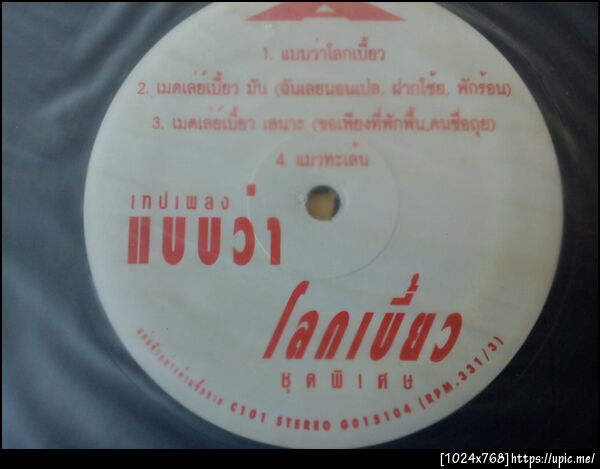 A
1. แบบว่าโลกเบี้ยว
2. เมดเล่ย์เบี้ยว มัน (ฉันเลยนอนเปล, ฝากโซ้ย, พักร้อน)
3. เมดเล่ย์เบี้ยว เสนาะ (ขอเพียงที่พักพื้น,คนชื่อถุย)
4. แมวทะเล้น
เทปเพลง
แบบว่า
โลกเบี้ยว
ชุดพิเศษ
C101 STEREO G015104 (RPM.331/3)
[1024x768]https://upic.me/